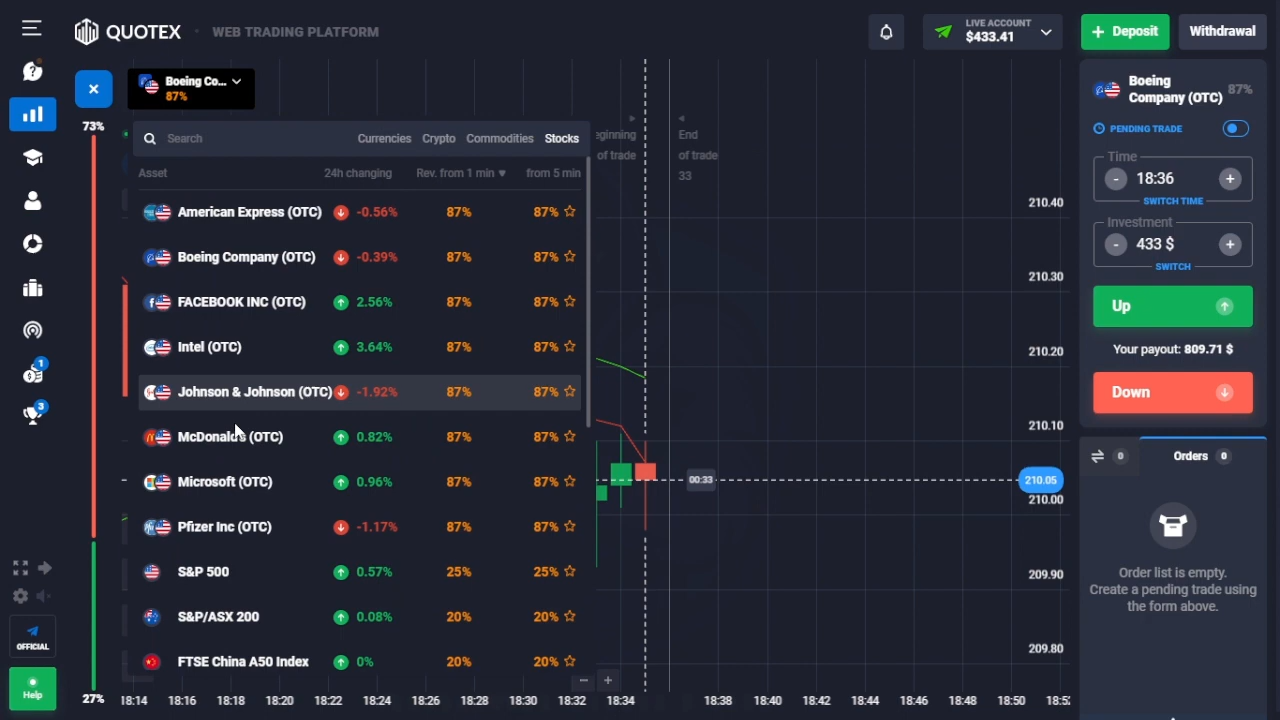 QUOTEX
WEB TRADING PLATFORM
LIVE ACCOUNT
$433.41
+ Deposit
Withdrawal
Boeing Co...
87%
73%
Search
Currencies
Crypto
Commodities
Stocks
Asset
24h changing
Rev. from 1 min
from 5 min
American Express (OTC) -0.56% 87% 87%
Boeing Company (OTC) -0.39% 87% 87%
FACEBOOK INC (OTC) 2.56% 87% 87%
Intel (OTC) 3.64% 87% 87%
Johnson & Johnson (OTC) -1.92% 87% 87%
McDonald's (OTC) 0.82% 87% 87%
Microsoft (OTC) 0.96% 87% 87%
Pfizer Inc (OTC) -1.17% 87% 87%
S&P 500 0.57% 25% 25%
S&P/ASX 200 0.08% 20% 20%
FTSE China A50 Index 0% 20% 20%
1
3
OFFICIAL
Help
27%
eginning
of trade
End
of trade
33
00:33
210.40
210.30
210.20
210.10
210.05
210.00
209.90
209.80
18:14 18:16 18:18 18:20 18:22 18:24 18:26 18:28 18:30 18:32 18:34 18:38 18:40 18:42 18:44 18:46 18:48 18:50 18:52
Boeing
Company (OTC)
87%
PENDING TRADE
Time
- 18:36 +
SWITCH TIME
Investment
- 433 $ +
SWITCH
Up
Your payout: 809.71 $
Down
0
Orders 0
Order list is empty.
Create a pending trade using
the form above.